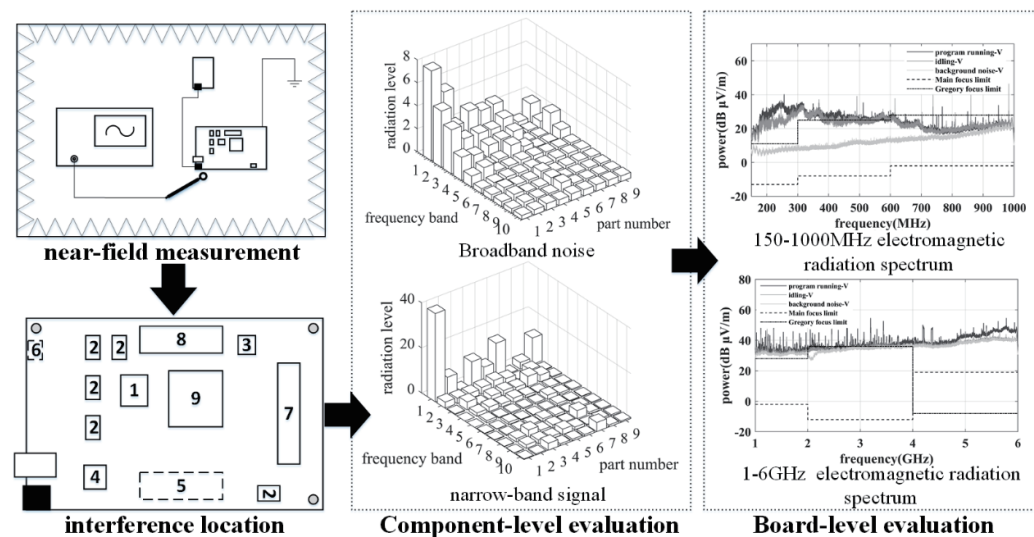 near-field measurement
6
2
2
8
3
2
1
9
7
2
4
5
2
interference location
8
6
4
2
0
radiation level
1
2
3
4
5
6
7
8
9
10
frequency band
1
2
3
4
5
6
7
8
9
part number
Broadband noise
40
20
0
radiation level
1
2
3
4
5
6
7
8
9
10
frequency band
1
2
3
4
5
6
7
8
9
part number
narrow-band signal
Component-level evaluation
program running-V
idling-V
background noise-V
Main focus limit
Gregory focus limit
80
60
40
20
0
-20
power(dB μV/m)
200 300 400 500 600 700 800 900 1000
frequency(MHz)
150-1000MHz electromagnetic
radiation spectrum
program running-V
idling-V
background noise-V
Main focus limit
Gregory focus limit
80
60
40
20
0
-20
power(dB μV/m)
1 2 3 4 5 6
frequency(GHz)
1-6GHz electromagnetic radiation
spectrum
Board-level evaluation